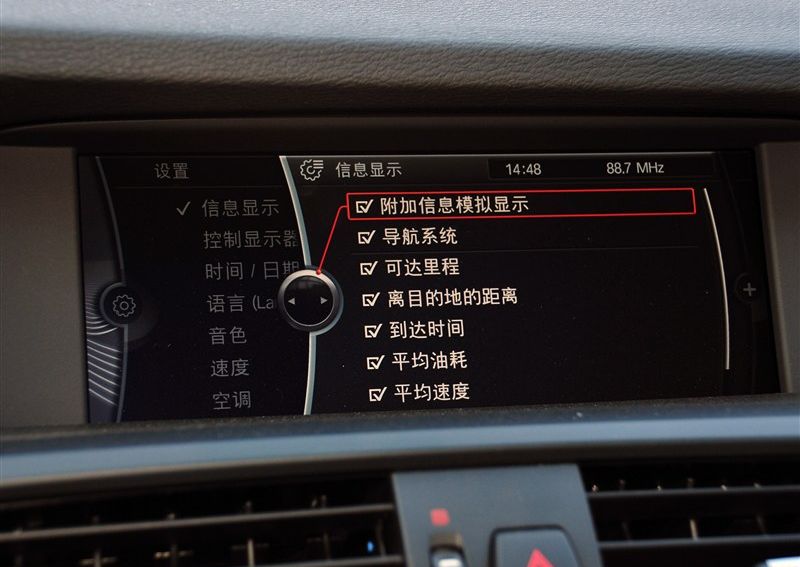 设置
信息显示
控制显示器
时间 / 日期
语言 (La
音色
速度
空调
信息显示 14:48 88.7 MHz
附加信息模拟显示
导航系统
可达里程
离目的地的距离
到达时间
平均油耗
平均速度